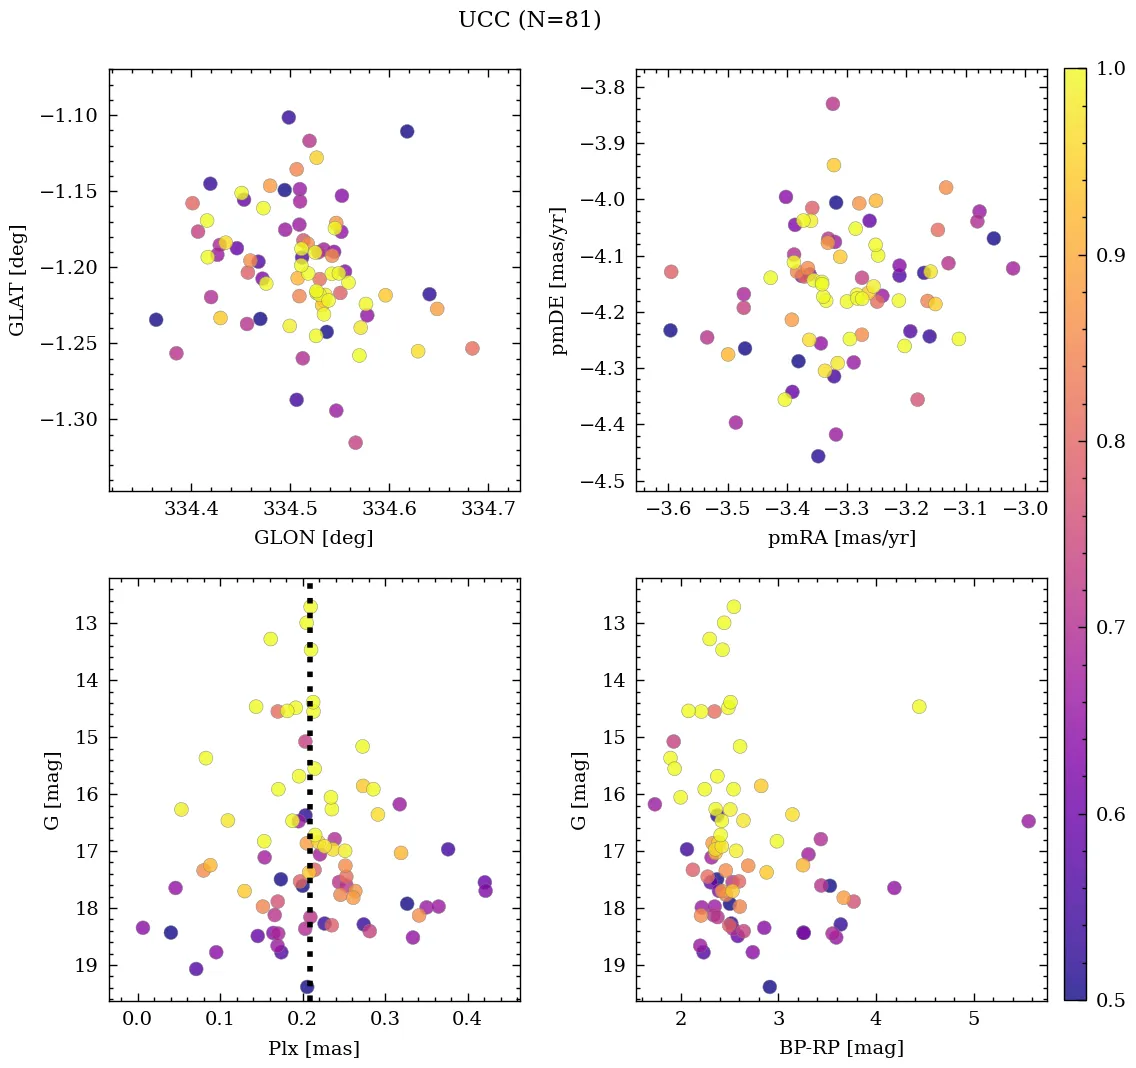 UCC (N=81)
−1.10
−1.15
−1.20
−1.25
−1.30
GLAT [deg]
334.4 334.5 334.6 334.7
GLON [deg]
−3.8
−3.9
−4.0
−4.1
−4.2
−4.3
−4.4
−4.5
pmDE [mas/yr]
−3.6 −3.5 −3.4 −3.3 −3.2 −3.1 −3.0
pmRA [mas/yr]
13
14
15
16
17
18
19
G [mag]
0.0 0.1 0.2 0.3 0.4
Plx [mas]
13
14
15
16
17
18
19
G [mag]
2 3 4 5
BP-RP [mag]
1.0
0.9
0.8
0.7
0.6
0.5